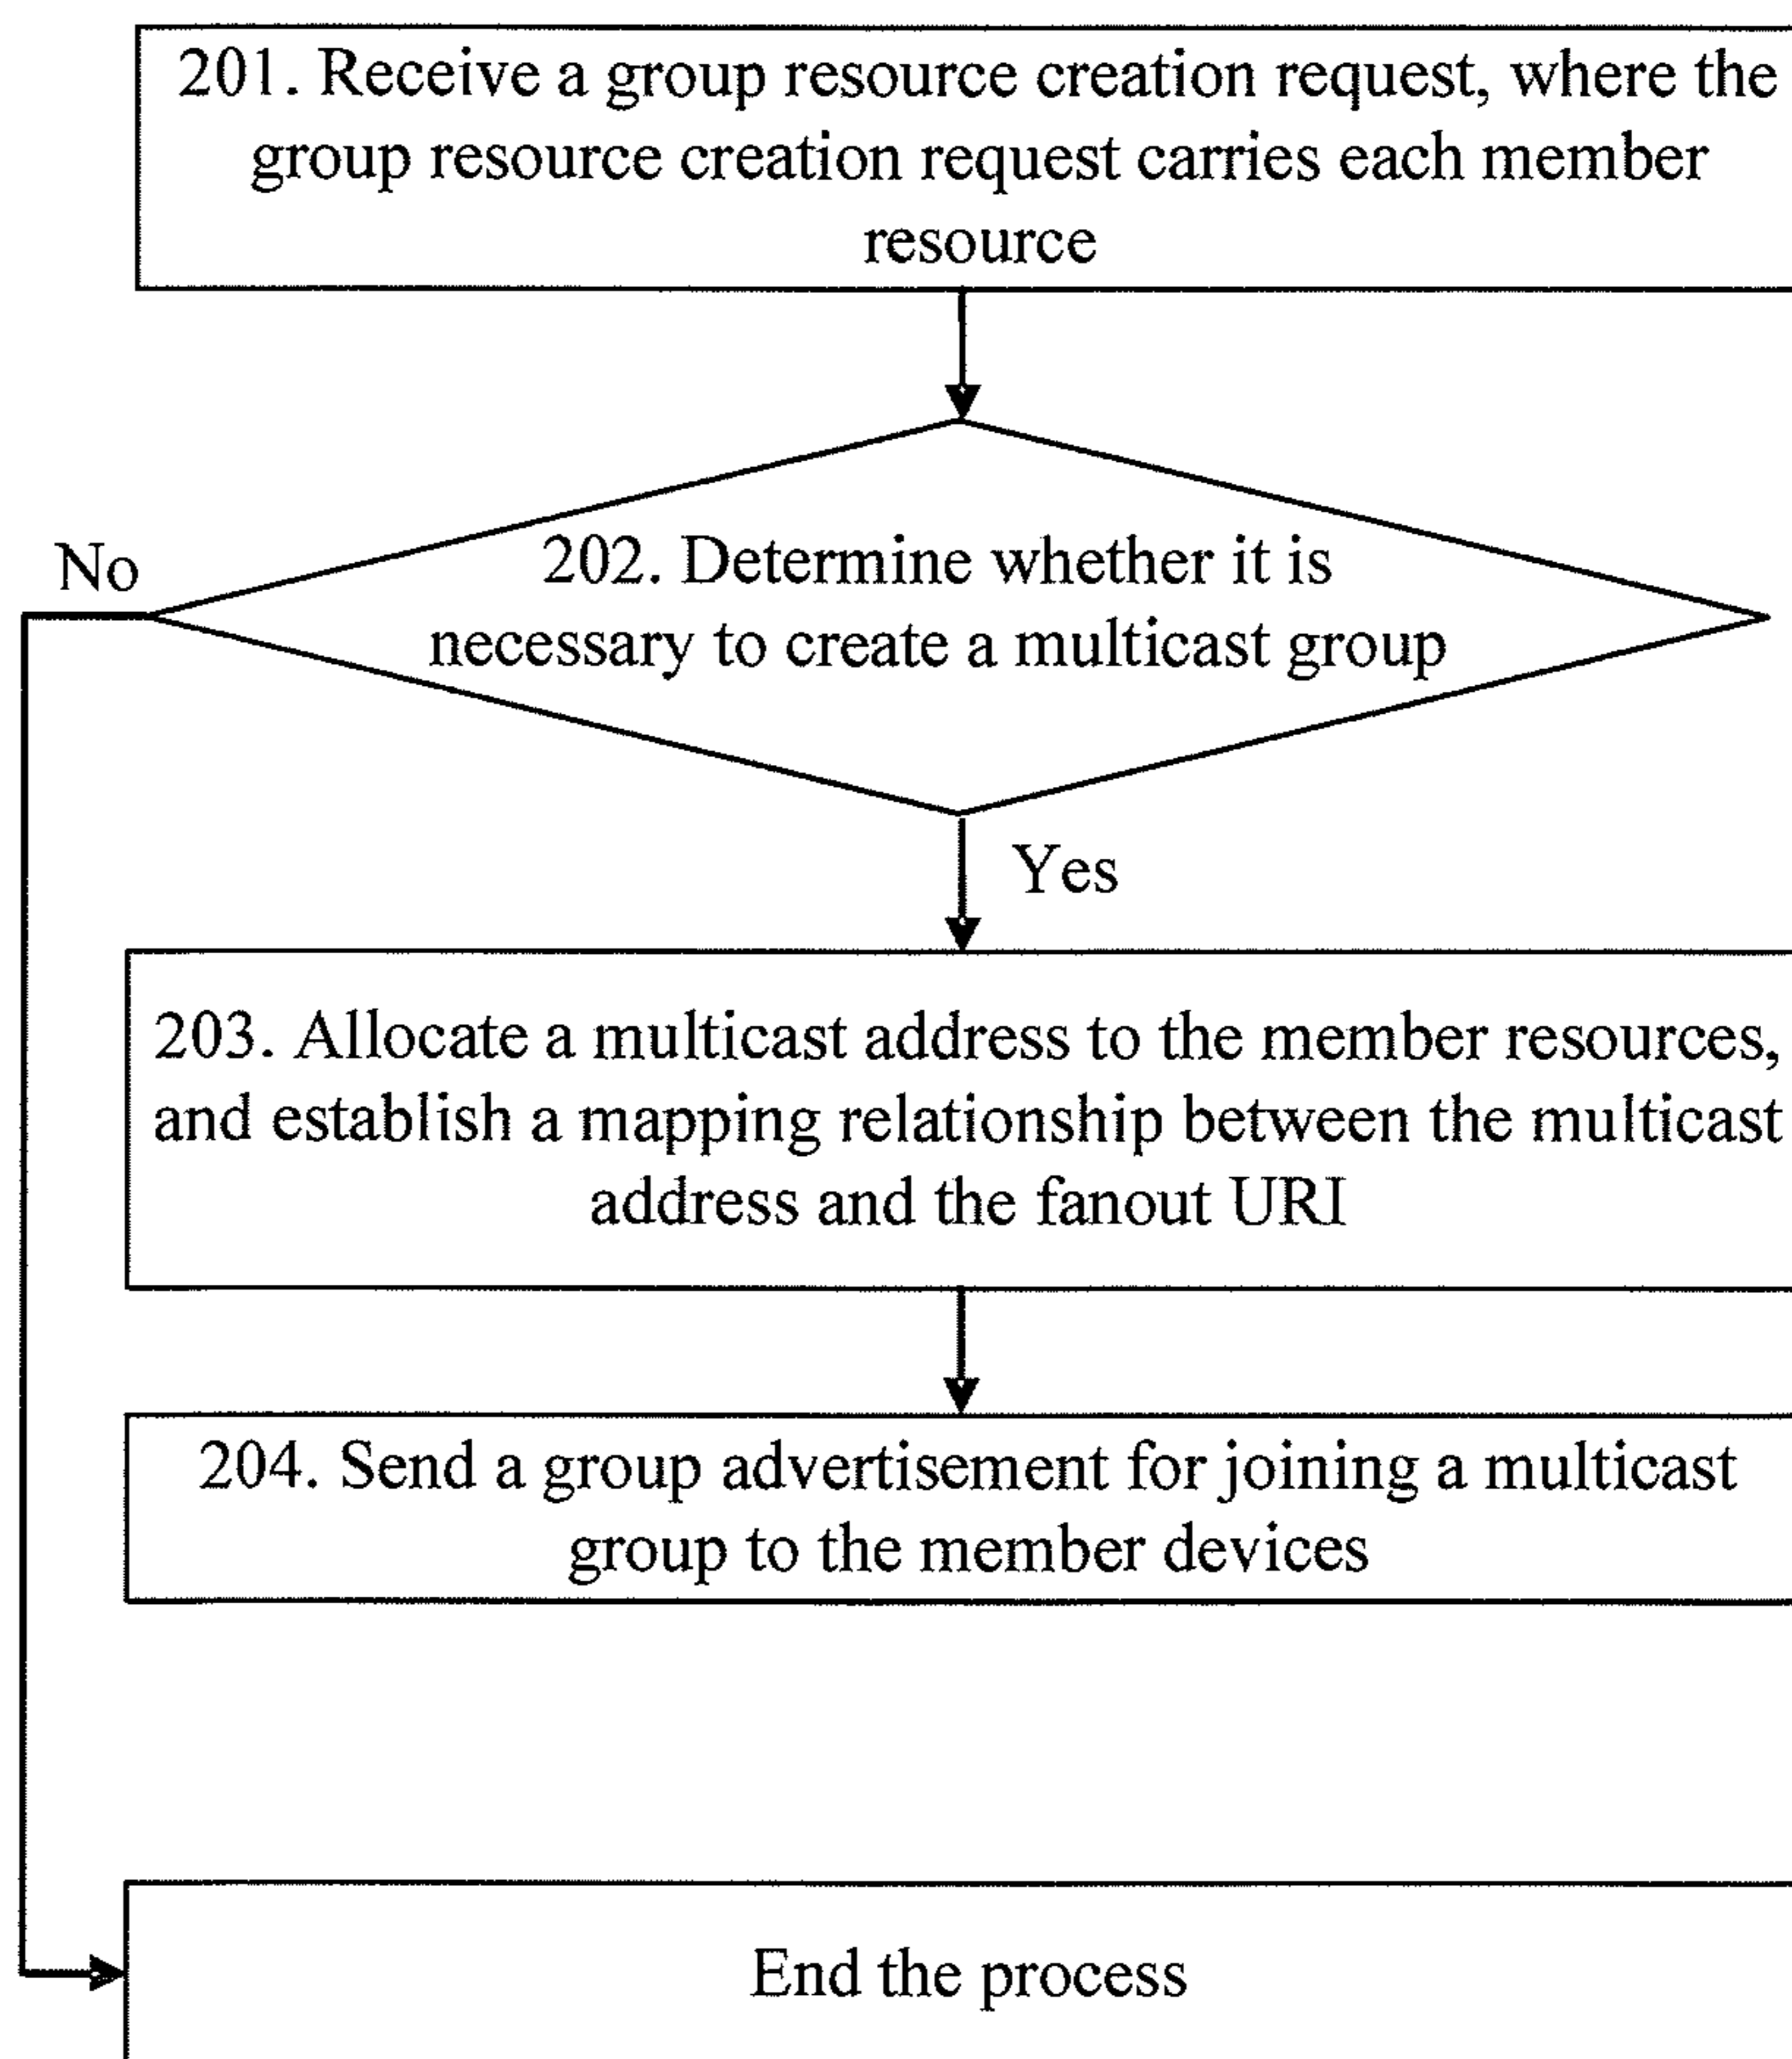 201. Receive a group resource creation request, where the
group resource creation request carries each member
resource
No
202. Determine whether it is
necessary to create a multicast group
Yes
203. Allocate a multicast address to the member resources,
and establish a mapping relationship between the multicast
address and the fanout URI
204. Send a group advertisement for joining a multicast
group to the member devices
End the process